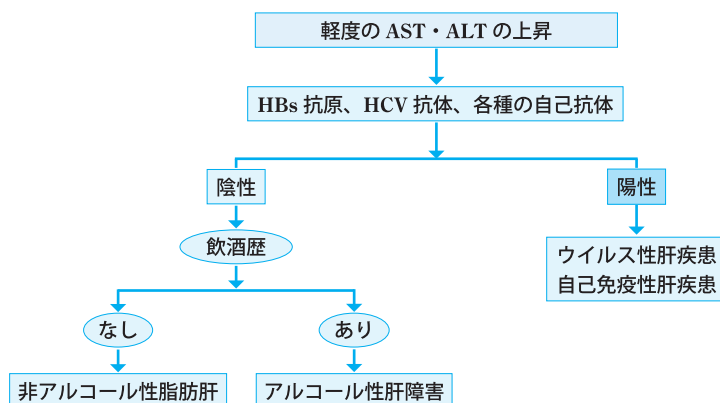 軽度の AST・ALT の上昇
HBs 抗原、HCV 抗体、各種の自己抗体
陰性
陽性
飲酒歴
ウイルス性肝疾患
自己免疫性肝疾患
なし
あり
非アルコール性脂肪肝
アルコール性肝障害